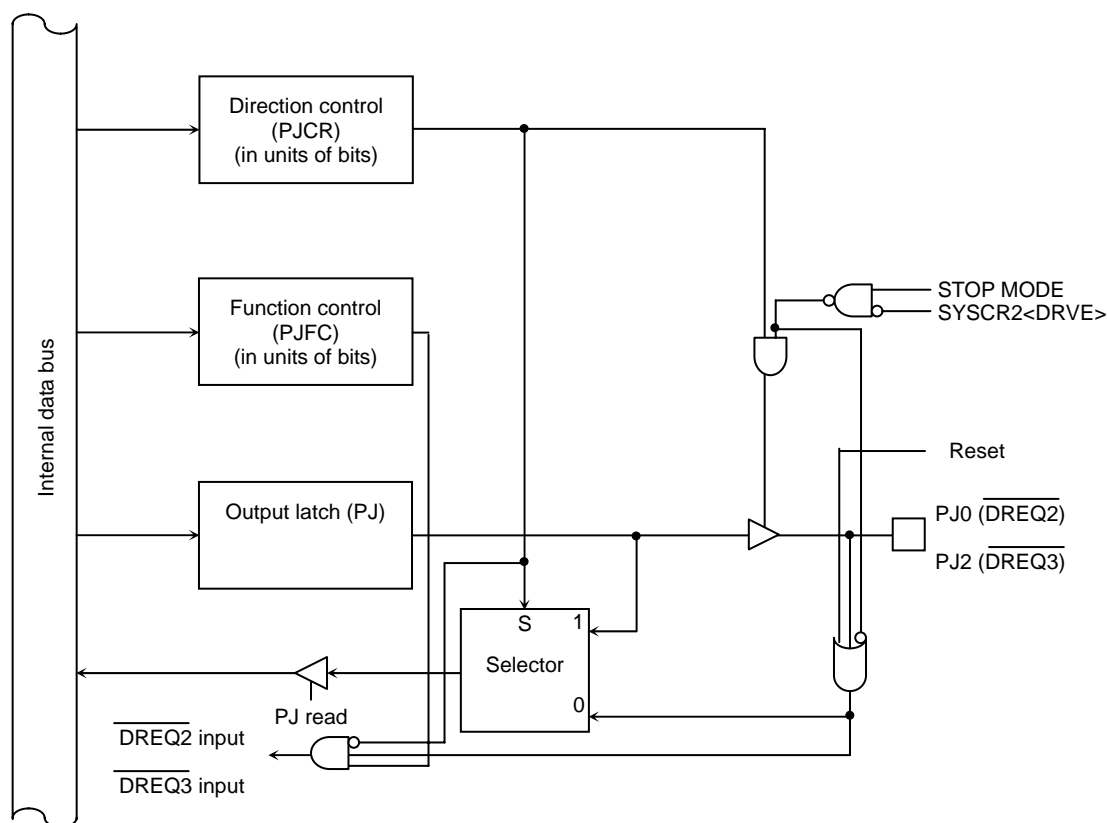 Internal data bus
Direction control
(PJCR)
(in units of bits)
Function control
(PJFC)
(in units of bits)
STOP MODE
SYSCR2<DRVE>
Reset
Output latch (PJ)
PJ0 (DREQ2)
PJ2 (DREQ3)
S
1
Selector
0
PJ read
DREQ2 input
DREQ3 input